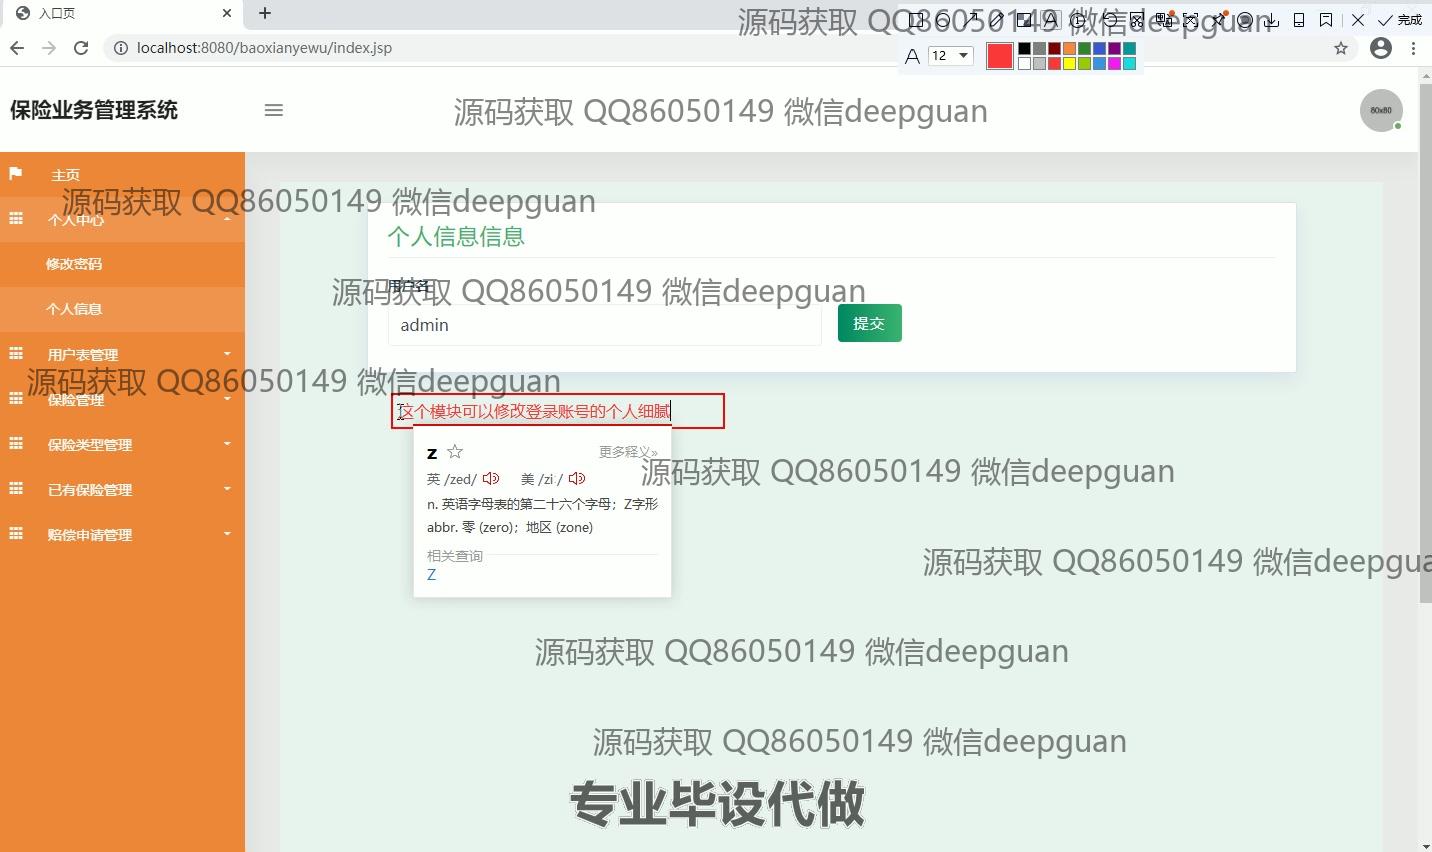 入口页
源码获取 QQ86050149 微信deepguan
完成
localhost:8080/baoxianyewu/index.jsp
12
保险业务管理系统
源码获取 QQ86050149 微信deepguan
80x80
主页
源码获取 QQ86050149 微信deepguan
个人中心
个人信息信息
修改密码
用户名
源码获取 QQ86050149 微信deepguan
个人信息
admin
提交
用户表管理
源码获取 QQ86050149 微信deepguan
保险管理
这个模块可以修改登录账号的个人细腻
保险类型管理
z
更多释义»
源码获取 QQ86050149 微信deepguan
英 /zed/
美 /ziː/
已有保险管理
n. 英语字母表的第二十六个字母；Z字形
abbr. 零 (zero)；地区 (zone)
赔偿申请管理
相关查询
Z
源码获取 QQ86050149 微信deepgua
源码获取 QQ86050149 微信deepguan
源码获取 QQ86050149 微信deepguan
专业毕设代做